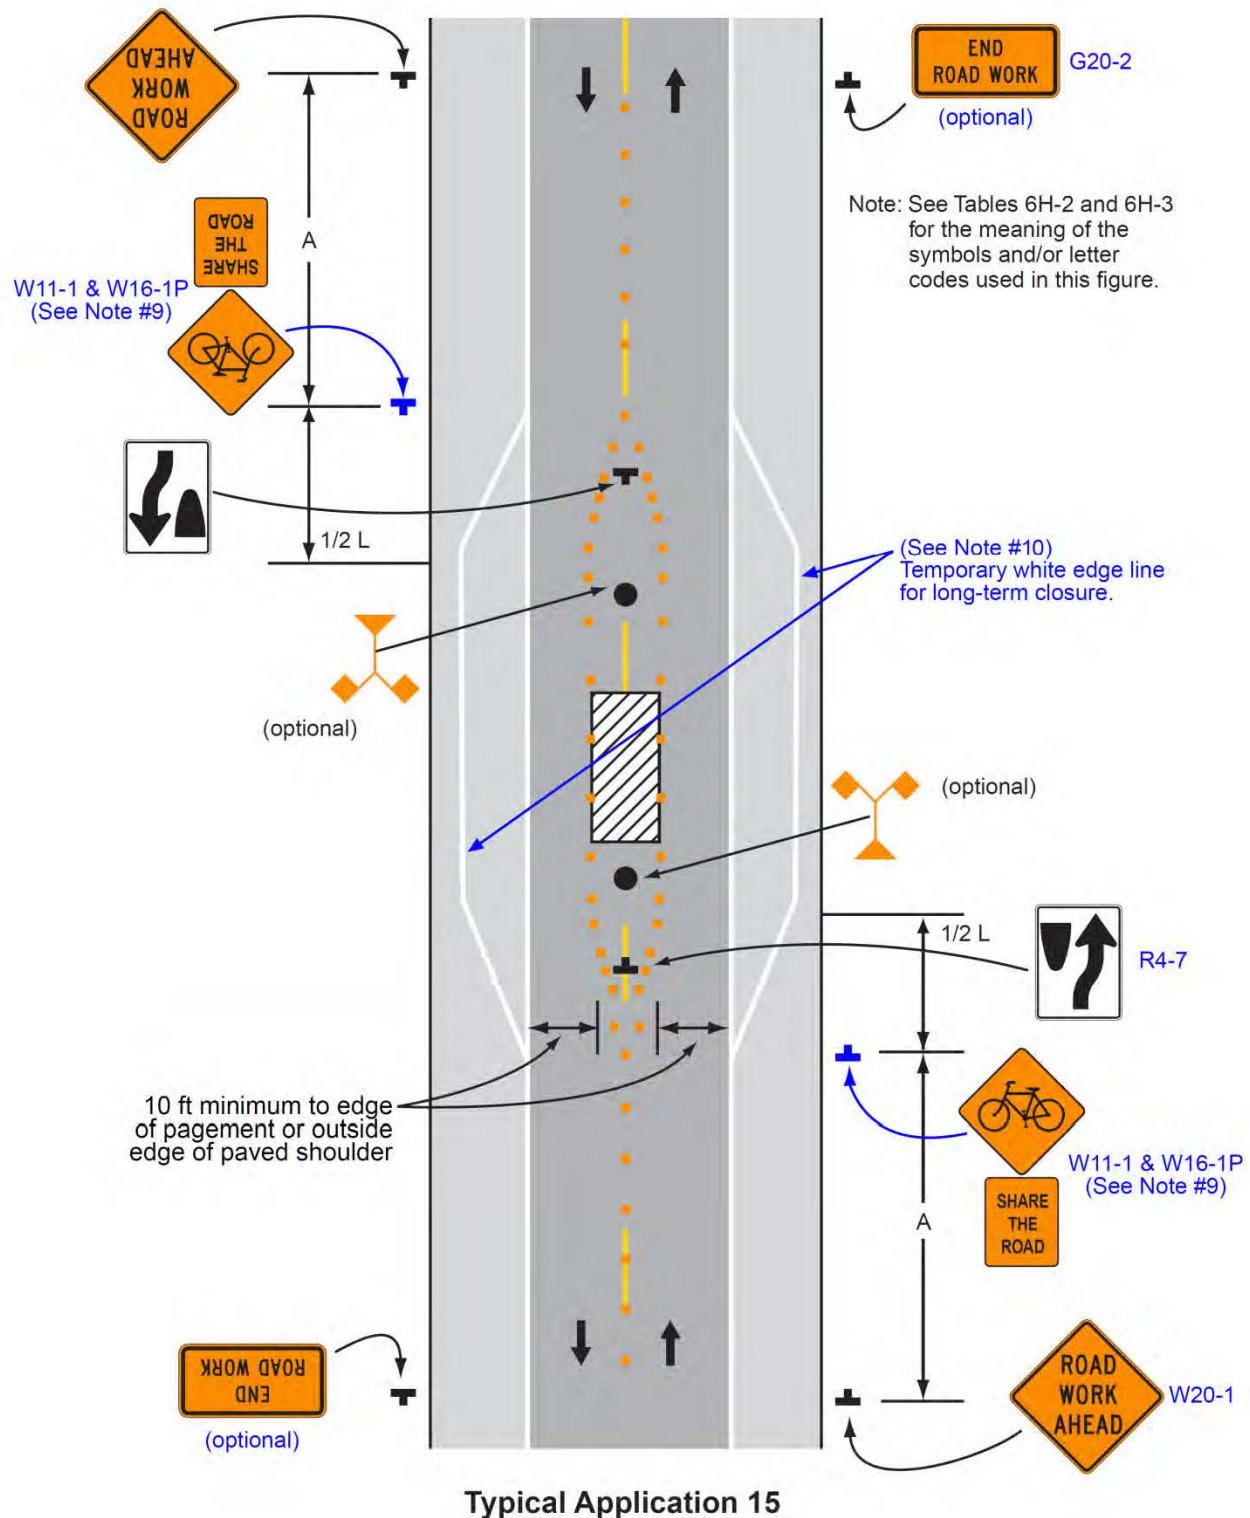 ROAD
WORK
AHEAD
END
ROAD WORK
G20-2
(optional)
Note: See Tables 6H-2 and 6H-3
for the meaning of the
symbols and/or letter
codes used in this figure.
SHARE
THE
ROAD
A
W11-1 & W16-1P
(See Note #9)
1/2 L
(See Note #10)
Temporary white edge line
for long-term closure.
(optional)
(optional)
1/2 L
R4-7
10 ft minimum to edge
of pagement or outside
edge of paved shoulder
W11-1 & W16-1P
(See Note #9)
SHARE
THE
ROAD
A
END
ROAD WORK
(optional)
ROAD
WORK
AHEAD
W20-1
Typical Application 15